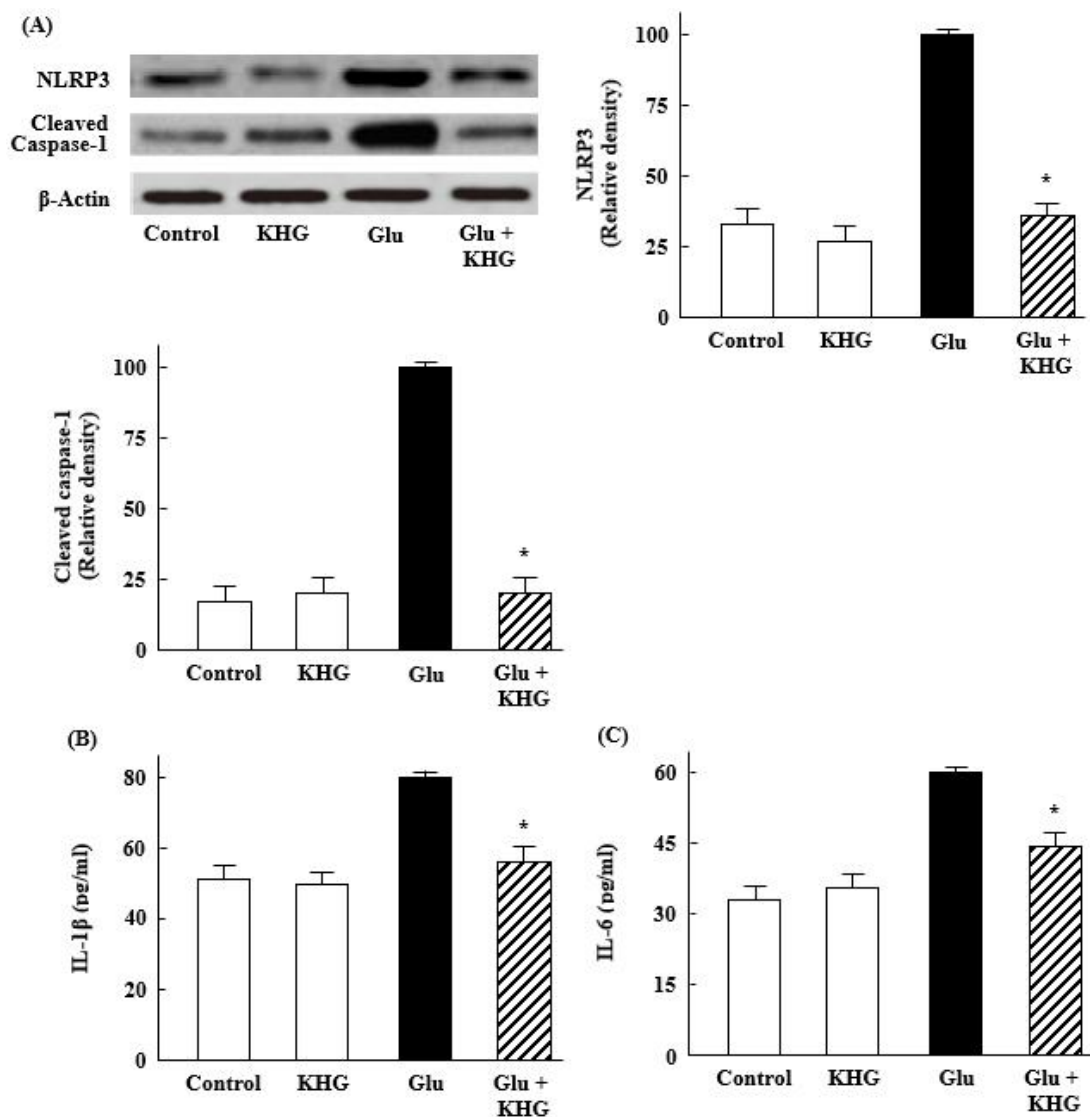 (A)
NLRP3
Cleaved
Caspase-1
β-Actin
Control KHG Glu Glu +
KHG
NLRP3
(Relative density)
100
75
50
25
0
*
Control KHG Glu Glu +
KHG
Cleaved caspase-1
(Relative density)
100
75
50
25
0
*
Control KHG Glu Glu +
KHG
(B)
IL-1β (pg/ml)
80
60
40
20
0
*
Control KHG Glu Glu +
KHG
(C)
IL-6 (pg/ml)
60
45
30
15
0
*
Control KHG Glu Glu +
KHG